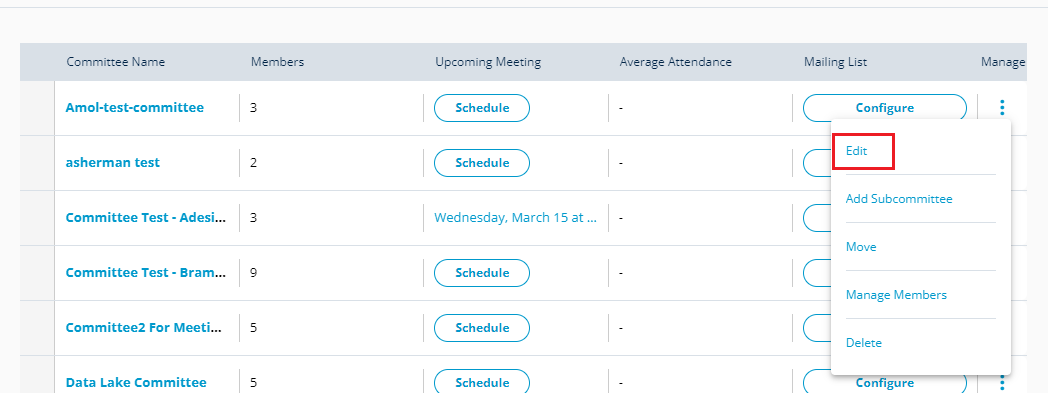 Committee Name Members Upcoming Meeting Average Attendance Mailing List Manage
Amol-test-committee 3 Schedule - Configure
Edit
asherman test 2 Schedule -
Add Subcommittee
Committee Test - Adesi... 3 Wednesday, March 15 at ... -
Move
Committee Test - Bram... 9 Schedule -
Manage Members
Committee2 For Meeti... 5 Schedule -
Delete
Data Lake Committee 5 Schedule - Configure